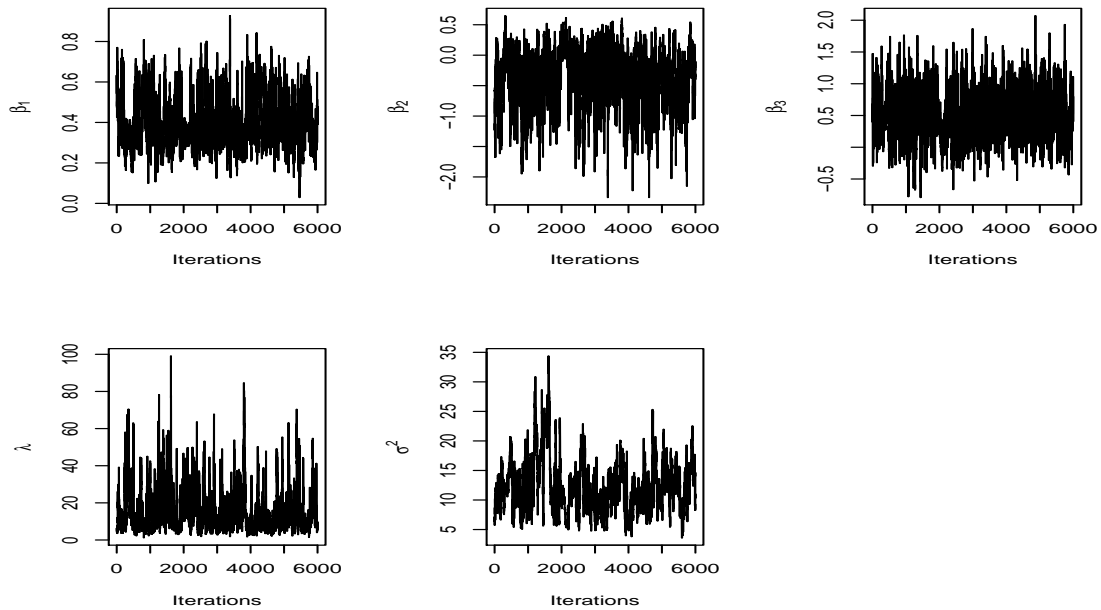 β1
0.0 0.2 0.4 0.6 0.8
0 2000 4000 6000
Iterations
β2
−2.0 −1.0 0.0 0.5
0 2000 4000 6000
Iterations
β3
−0.5 0.5 1.0 1.5 2.0
0 2000 4000 6000
Iterations
λ
0 20 40 60 80 100
0 2000 4000 6000
Iterations
σ2
5 10 15 20 25 30 35
0 2000 4000 6000
Iterations